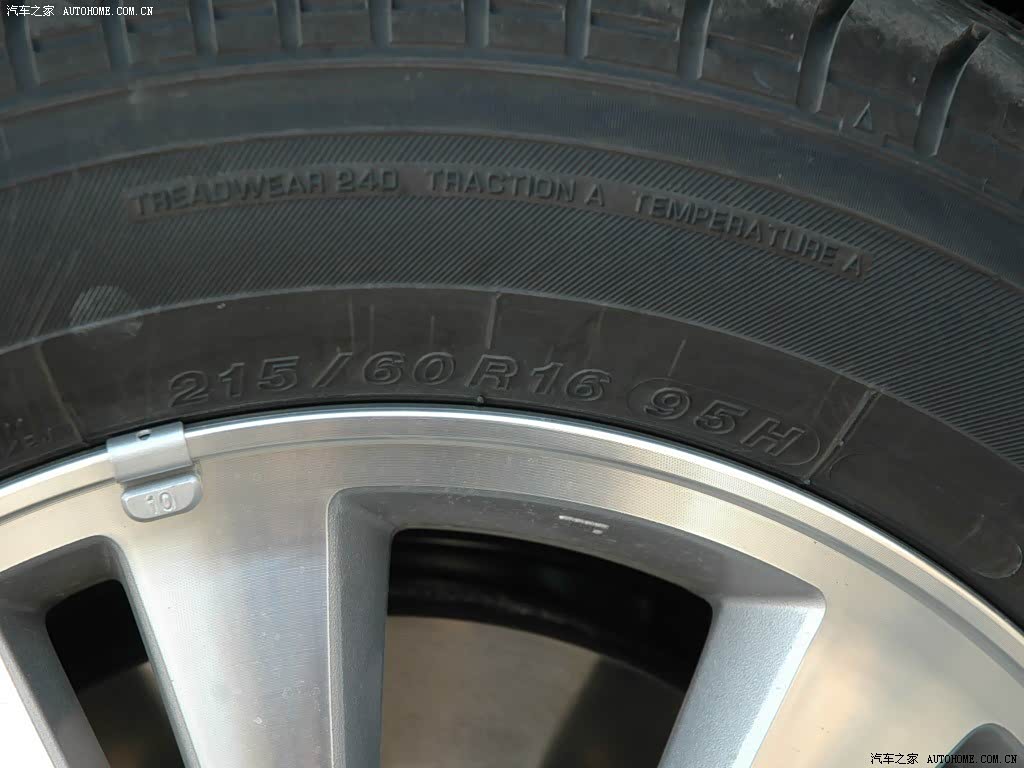 汽车之家 AUTOHOME.COM.CN
TREADWEAR 240 TRACTION A TEMPERATURE A
215/60R16 95H
10
汽车之家 AUTOHOME.COM.CN